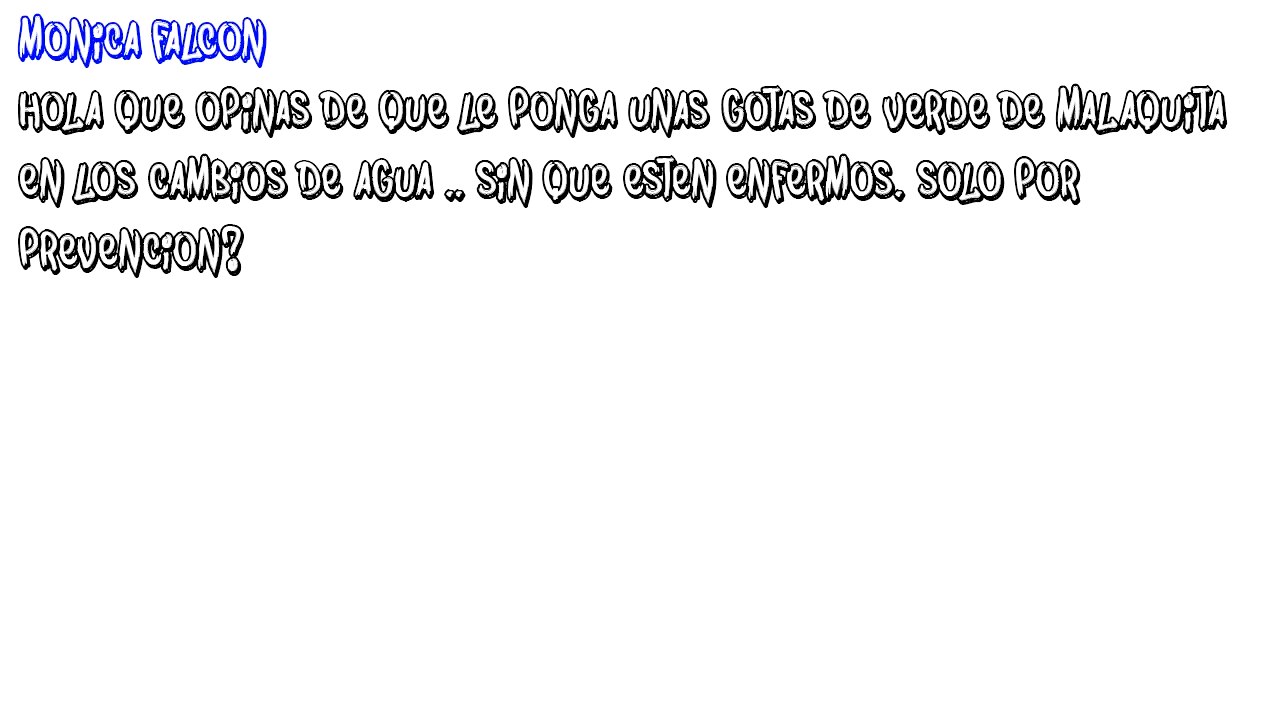 Monica Falcon
Hola que opinas de que le ponga unas gotas de verde de malaquita
en los cambios de agua .. sin que esten enfermos. Solo por
prevencion?